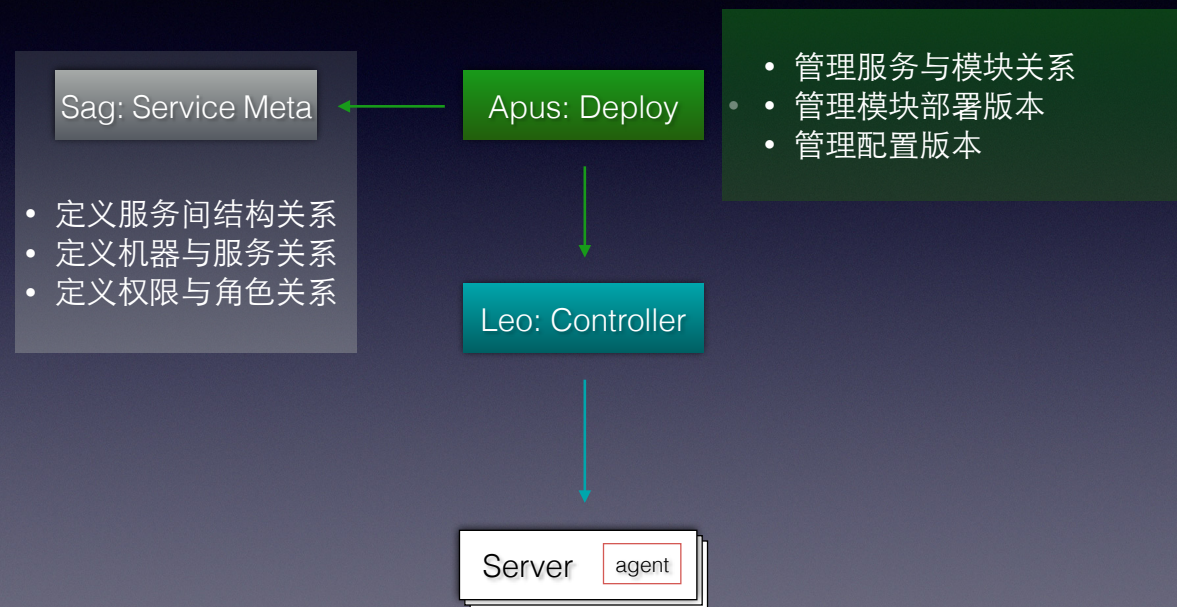 Sag: Service Meta
• 定义服务间结构关系
• 定义机器与服务关系
• 定义权限与角色关系
Apus: Deploy
• 管理服务与模块关系
• 管理模块部署版本
• 管理配置版本
Leo: Controller
Server
agent